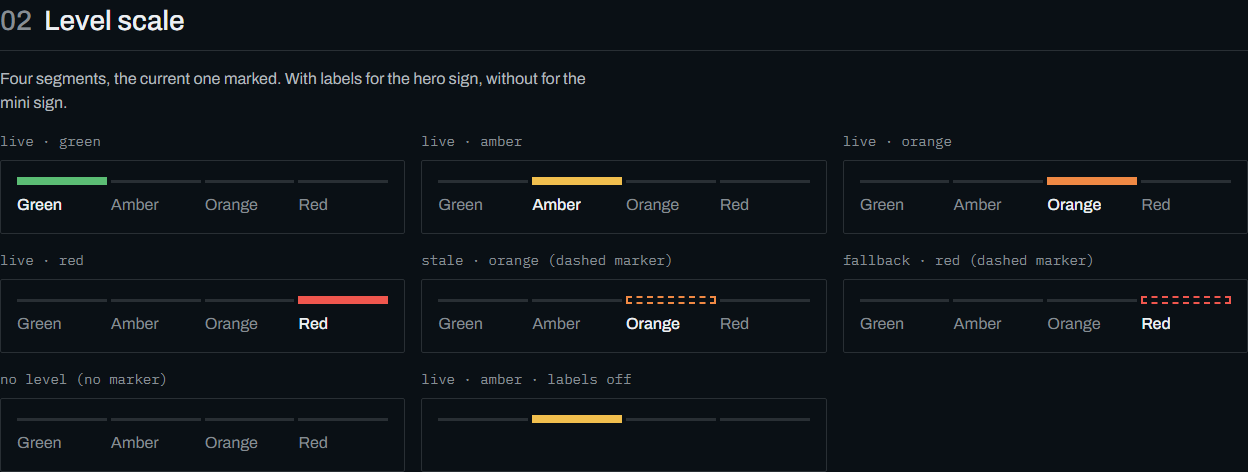 02 Level scale
Four segments, the current one marked. With labels for the hero sign, without for the
mini sign.
live · green
Green Amber Orange Red
live · amber
Green Amber Orange Red
live · orange
Green Amber Orange Red
live · red
Green Amber Orange Red
stale · orange (dashed marker)
Green Amber Orange Red
fallback · red (dashed marker)
Green Amber Orange Red
no level (no marker)
Green Amber Orange Red
live · amber · labels off